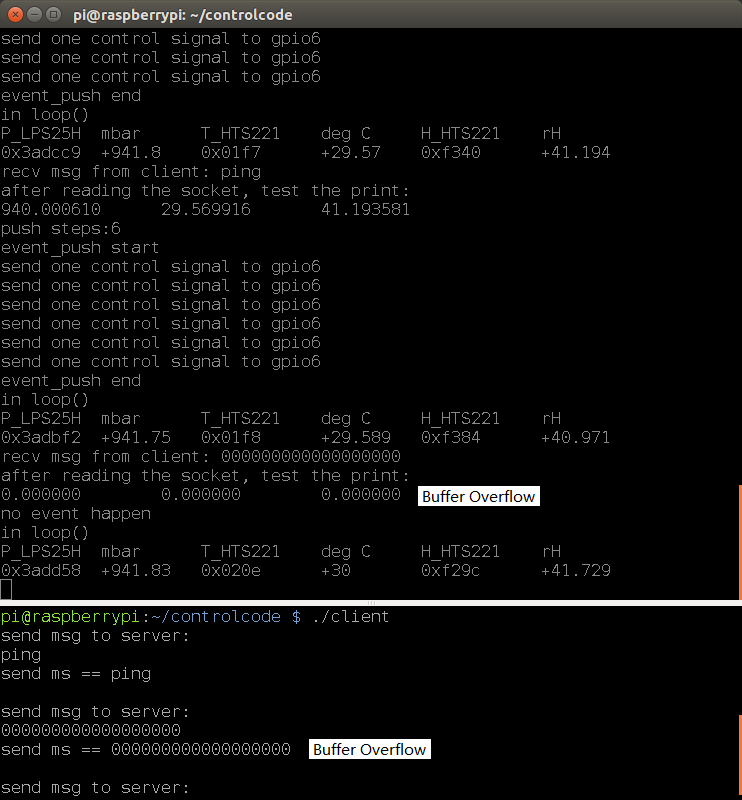 pi@raspberrypi: ~/controlcode
send one control signal to gpio6
send one control signal to gpio6
send one control signal to gpio6
event_push end
in loop()
P_LPS25H mbar T_HTS221 deg C H_HTS221 rH
0x3adcc9 +941.8 0x01f7 +29.57 0xf340 +41.194
recv msg from client: ping
after reading the socket, test the print:
940.000610 29.569916 41.193581
push steps:6
event_push start
send one control signal to gpio6
send one control signal to gpio6
send one control signal to gpio6
send one control signal to gpio6
send one control signal to gpio6
send one control signal to gpio6
event_push end
in loop()
P_LPS25H mbar T_HTS221 deg C H_HTS221 rH
0x3adbf2 +941.75 0x01f8 +29.589 0xf384 +40.971
recv msg from client: 000000000000000000
after reading the socket, test the print:
0.000000 0.000000 0.000000 Buffer Overflow
no event happen
in loop()
P_LPS25H mbar T_HTS221 deg C H_HTS221 rH
0x3add58 +941.83 0x020e +30 0xf29c +41.729
pi@raspberrypi:~/controlcode $ ./client
send msg to server:
ping
send ms == ping
send msg to server:
000000000000000000
send ms == 000000000000000000 Buffer Overflow
send msg to server: